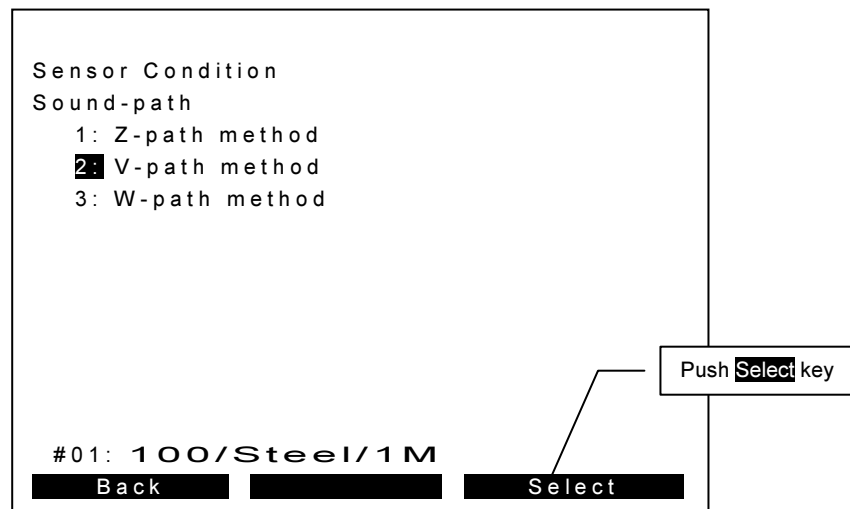 Sensor Condition
Sound-path
1: Z-path method
2: V-path method
3: W-path method
Push Select key
#01: 100/Steel/1M
Back Select